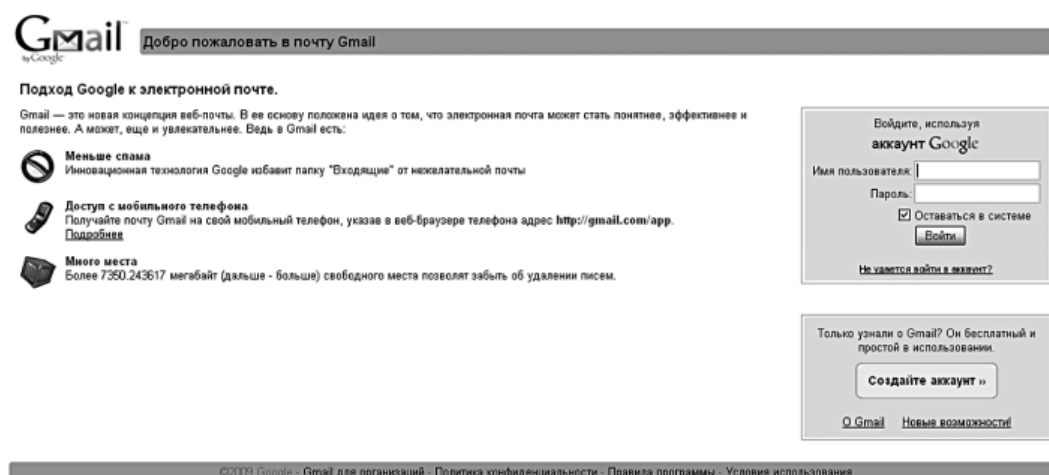 Gmail
by Google
Добро пожаловать в почту Gmail
Подход Google к электронной почте.
Gmail — это новая концепция веб-почты. В ее основу положена идея о том, что электронная почта может стать понятнее, эффективнее и
полезнее. А может, еще и увлекательнее. Ведь в Gmail есть:
Меньше спама
Инновационная технология Google избавит папку "Входящие" от нежелательной почты
Доступ с мобильного телефона
Получайте почту Gmail на свой мобильный телефон, указав в веб-браузере телефона адрес http://gmail.com/app.
Подробнее
Много места
Более 7350.243617 мегабайт (дальше - больше) свободного места позволят забыть об удалении писем.
Войдите, используя
аккаунт Google
Имя пользователя:
Пароль:
Оставаться в системе
Войти
Не удается войти в аккаунт?
Только узнали о Gmail? Он бесплатный и
простой в использовании.
Создайте аккаунт »
О Gmail Новые возможности!
©2009 Google - Gmail для организаций - Политика конфиденциальности - Правила программы - Условия использования